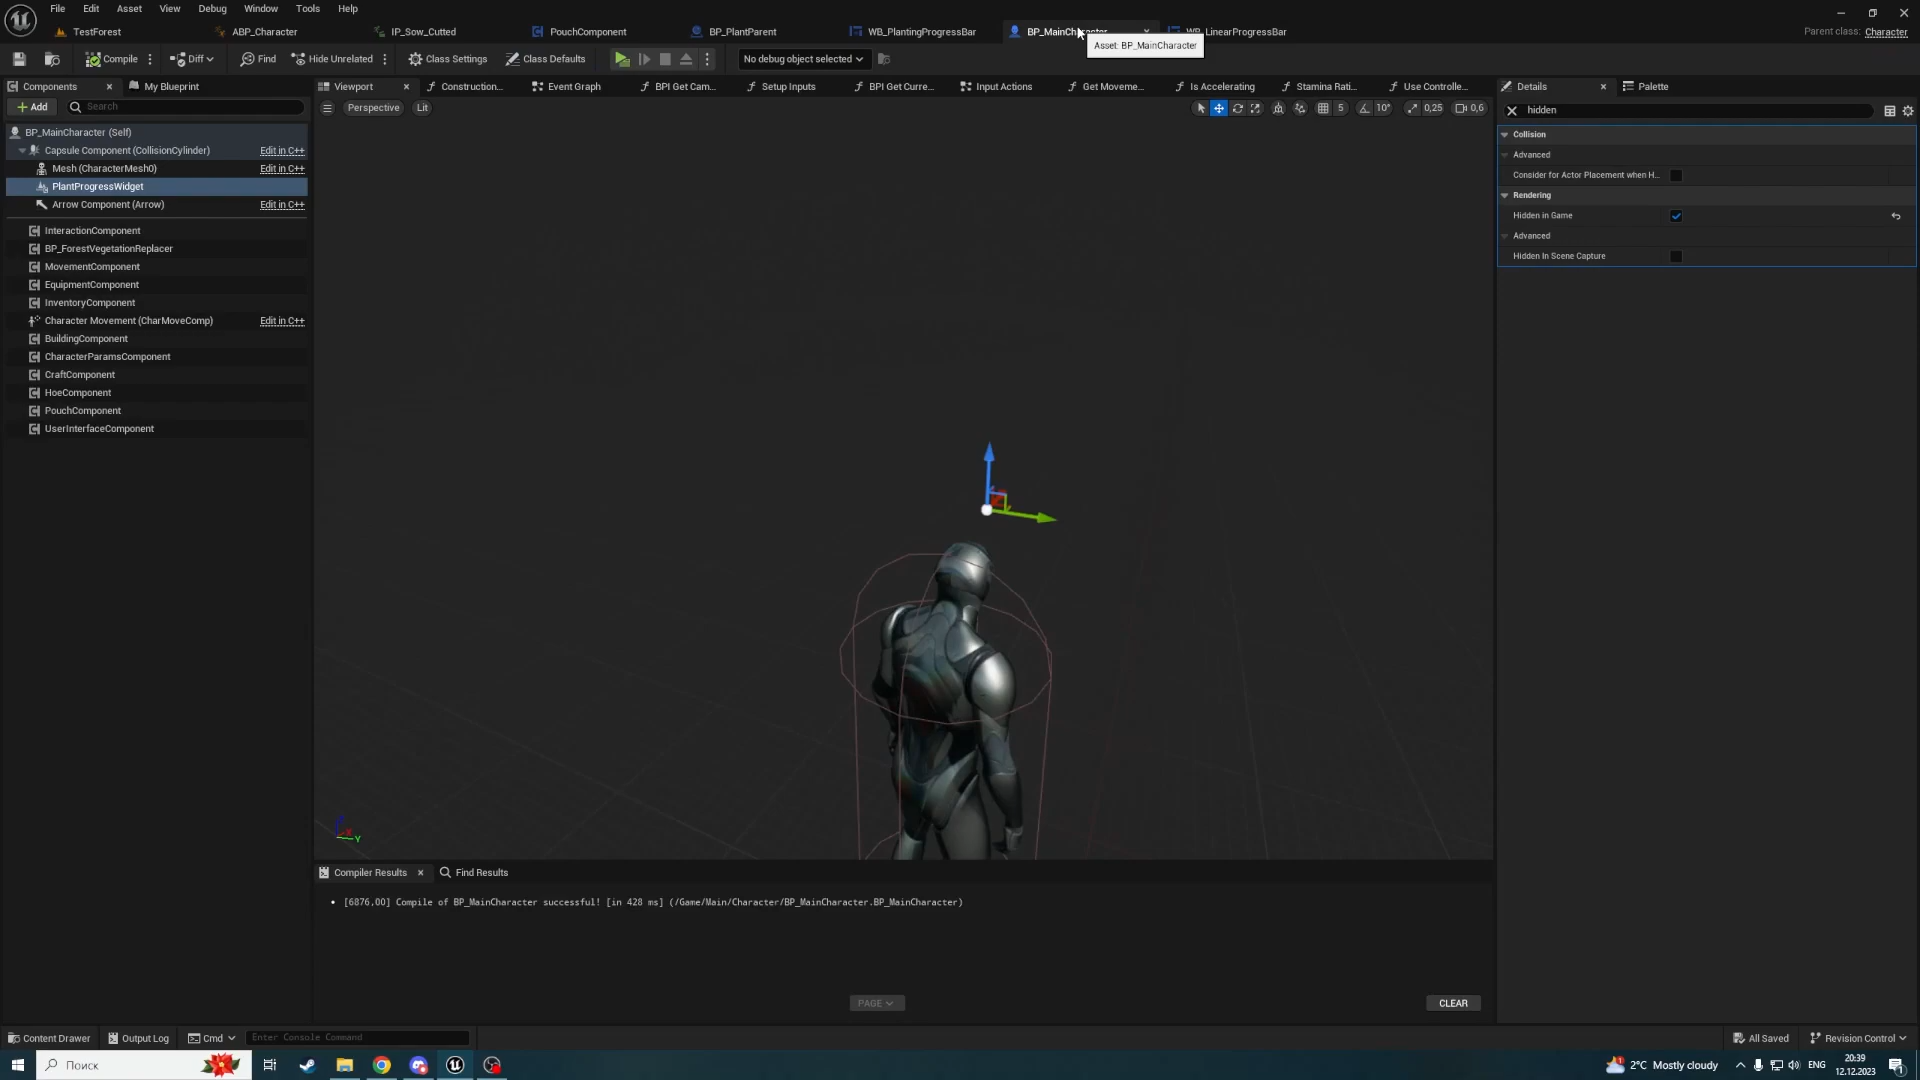 File Edit Asset View Debug Window Tools Help
TestForest ABP_Character IP_Sow_Cutted PouchComponent BP_PlantParent WB_PlantingProgressBar BP_MainCharacter WB_LinearProgressBar Parent class: Character
Asset: BP_MainCharacter
Compile Diff Find Hide Unrelated Class Settings Class Defaults No debug object selected
Components My Blueprint Viewport Construction... Event Graph BPI Get Cam... Setup Inputs BPI Get Curre... Input Actions Get Moveme... Is Accelerating Stamina Rati... Use Controlle... Details Palette
Add Search Perspective Lit 5 10° 0,25 0,6 hidden
BP_MainCharacter (Self)
Capsule Component (CollisionCylinder) Edit in C++
Mesh (CharacterMesh0) Edit in C++
PlantProgressWidget
Arrow Component (Arrow) Edit in C++
InteractionComponent
BP_ForestVegetationReplacer
MovementComponent
EquipmentComponent
InventoryComponent
Character Movement (CharMoveComp) Edit in C++
BuildingComponent
CharacterParamsComponent
CraftComponent
HoeComponent
PouchComponent
UserInterfaceComponent
Collision
Advanced
Consider for Actor Placement when H...
Rendering
Hidden in Game
Advanced
Hidden In Scene Capture
Y
Compiler Results Find Results
[6876,00] Compile of BP_MainCharacter successful! [in 428 ms] (/Game/Main/Character/BP_MainCharacter.BP_MainCharacter)
PAGE CLEAR
Content Drawer Output Log Cmd Enter Console Command All Saved Revision Control
Поиск 2°C Mostly cloudy ENG 20:39
12.12.2023